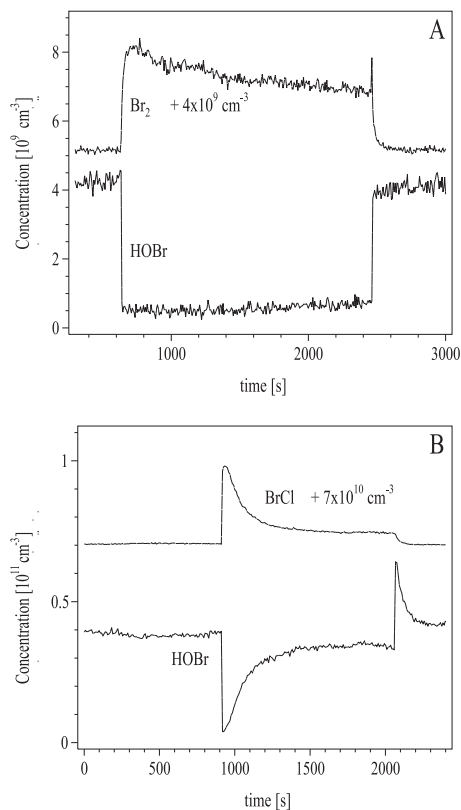 A
8
6
4
2
0
Concentration [10⁹ cm⁻³]
Br₂ + 4x10⁹ cm⁻³
HOBr
1000
2000
3000
time [s]
B
1
0.5
0
Concentration [10¹¹ cm⁻³]
BrCl + 7x10¹⁰ cm⁻³
HOBr
0
500
1000
1500
2000
time [s]